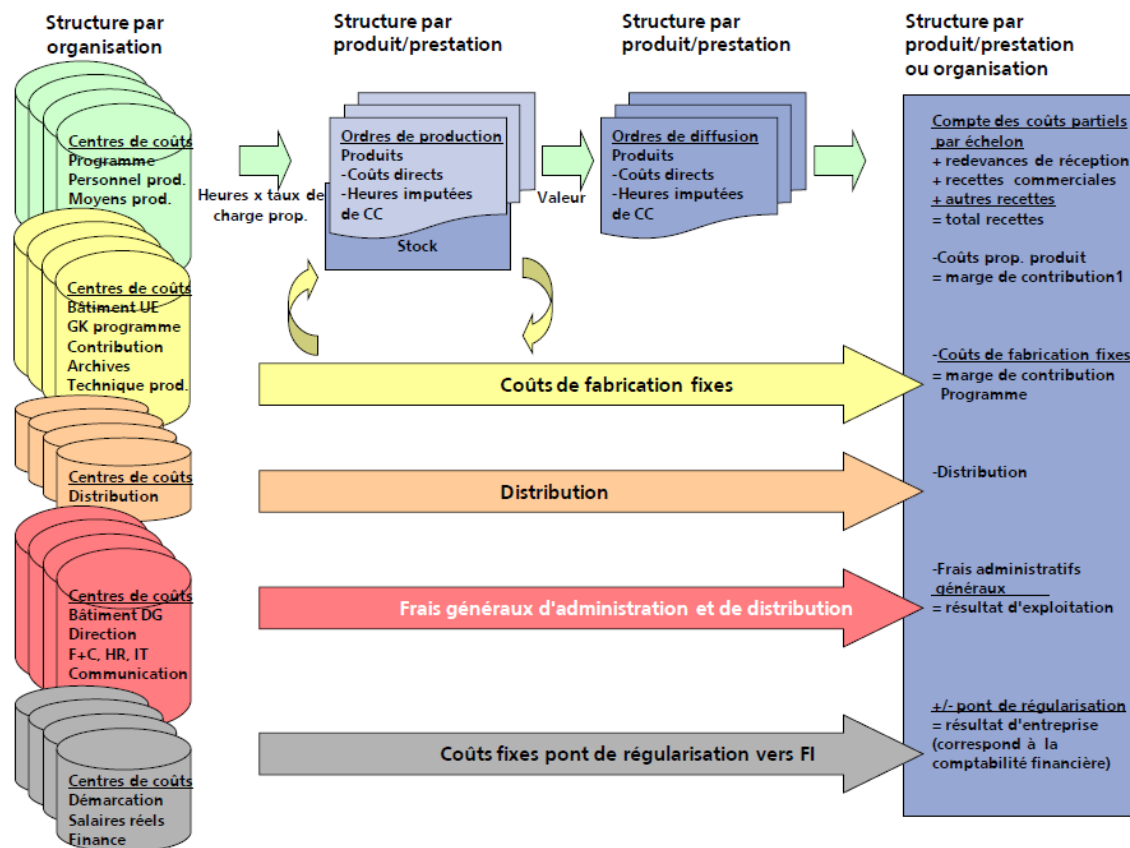 Structure par
organisation
Structure par
produit/prestation
Structure par
produit/prestation
Structure par
produit/prestation
ou organisation
Centres de coûts
Programme
Personnel prod.
Moyens prod.
Heures x taux de
charge prop.
Ordres de production
Produits
-Coûts directs
-Heures imputées
de CC
Stock
Valeur
Ordres de diffusion
Produits
-Coûts directs
-Heures imputées
de CC
Compte des coûts partiels
par échelon
+ redevances de réception
+ recettes commerciales
+ autres recettes
= total recettes
-Coûts prop. produit
= marge de contribution1
Centres de coûts
Bâtiment UE
GK programme
Contribution
Archives
Technique prod.
Coûts de fabrication fixes
-Coûts de fabrication fixes
= marge de contribution
Programme
Centres de coûts
Distribution
Distribution
-Distribution
Centres de coûts
Bâtiment DG
Direction
F+C, HR, IT
Communication
Frais généraux d'administration et de distribution
-Frais administratifs
généraux
= résultat d'exploitation
Centres de coûts
Démarcation
Salaires réels
Finance
Coûts fixes pont de régularisation vers FI
+/- pont de régularisation
= résultat d'entreprise
(correspond à la
comptabilité financière)